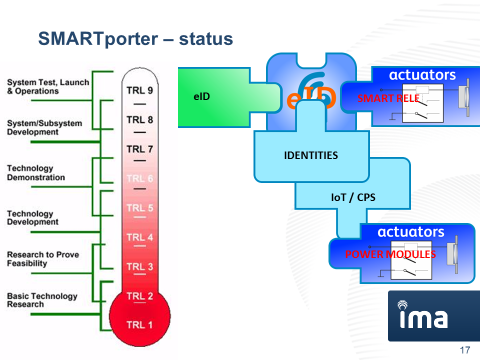 SMARTporter – status
System Test, Launch
& Operations
System/Subsystem
Development
Technology
Demonstration
Technology
Development
Research to Prove
Feasibility
Basic Technology
Research
TRL 9
TRL 8
TRL 7
TRL 6
TRL 5
TRL 4
TRL 3
TRL 2
TRL 1
eID
eID
actuators
SMART RELE
IDENTITIES
IoT / CPS
actuators
POWER MODULES
ima
17